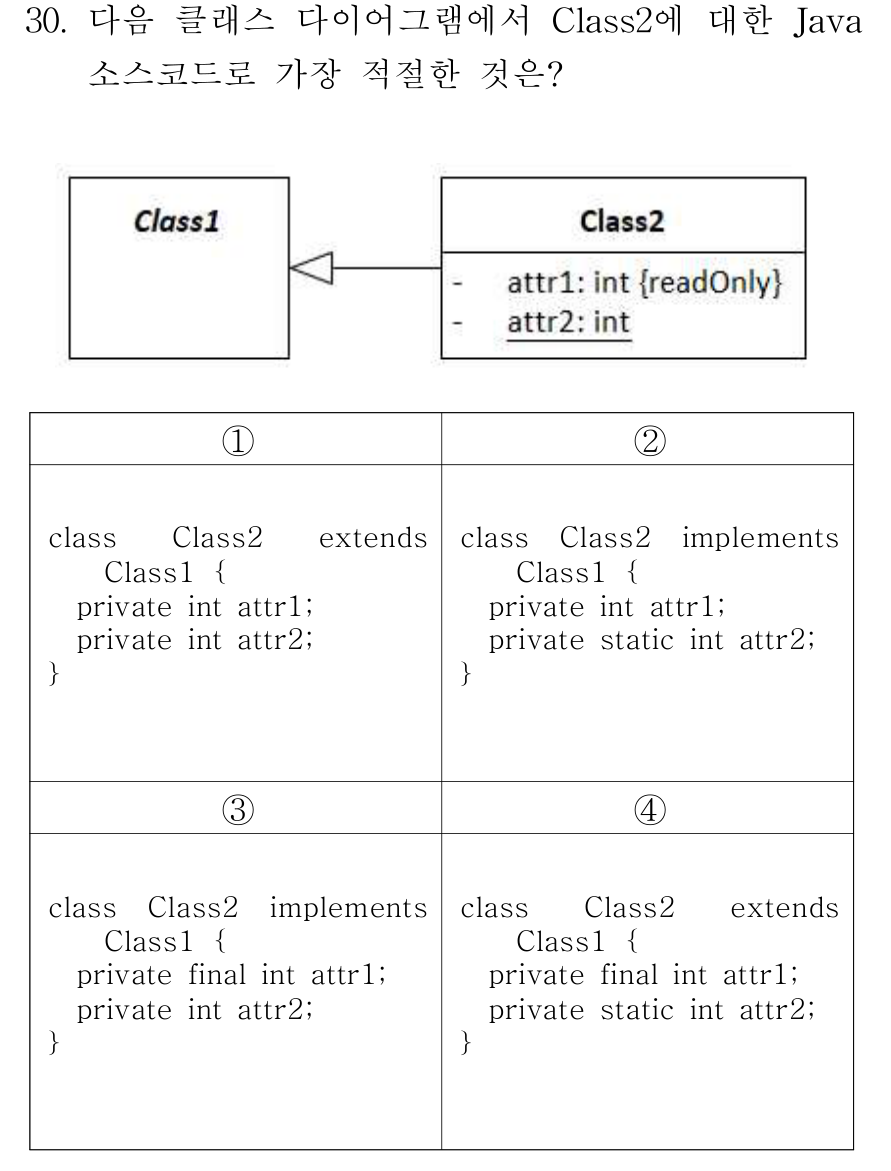 30. 다음 클래스 다이어그램에서 Class2에 대한 Java
소스코드로 가장 적절한 것은?
Class1
Class2
- attr1: int {readOnly}
- attr2: int
①
②
class Class2 extends
Class1 {
private int attr1;
private int attr2;
}
class Class2 implements
Class1 {
private int attr1;
private static int attr2;
}
③
④
class Class2 implements
Class1 {
private final int attr1;
private int attr2;
}
class Class2 extends
Class1 {
private final int attr1;
private static int attr2;
}